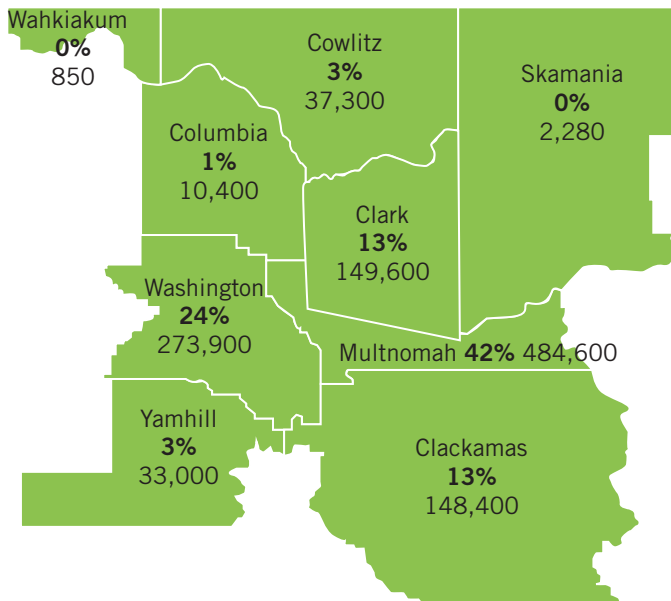 Wahkiakum
0%
850
Cowlitz
3%
37,300
Skamania
0%
2,280
Columbia
1%
10,400
Clark
13%
149,600
Washington
24%
273,900
Multnomah 42% 484,600
Yamhill
3%
33,000
Clackamas
13%
148,400